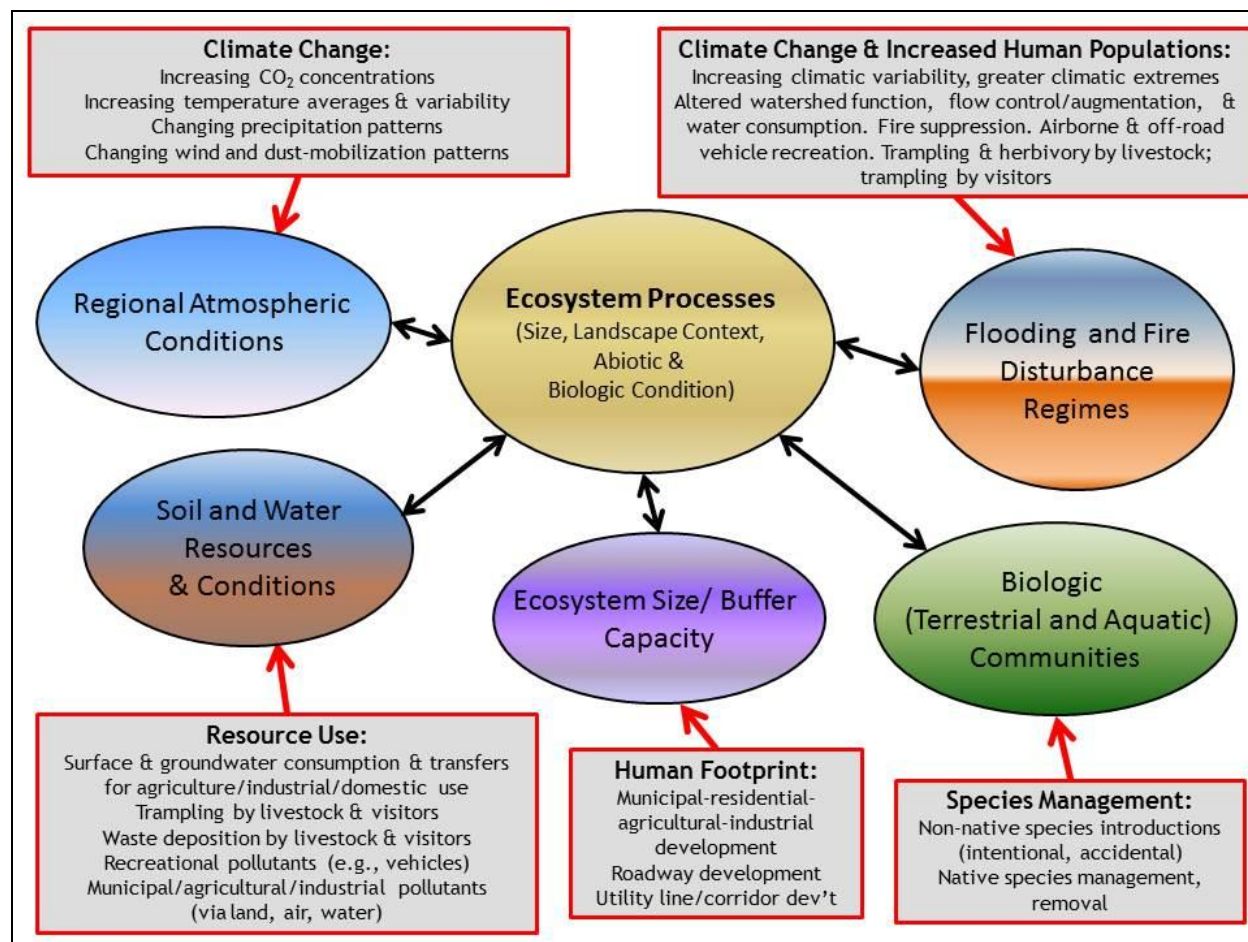 Climate Change:
Increasing CO₂ concentrations
Increasing temperature averages & variability
Changing precipitation patterns
Changing wind and dust-mobilization patterns
Climate Change & Increased Human Populations:
Increasing climatic variability, greater climatic extremes
Altered watershed function, flow control/augmentation, &
water consumption. Fire suppression. Airborne & off-road
vehicle recreation. Trampling & herbivory by livestock;
trampling by visitors
Regional Atmospheric
Conditions
Ecosystem Processes
(Size, Landscape Context,
Abiotic &
Biologic Condition)
Flooding and Fire
Disturbance
Regimes
Soil and Water
Resources
& Conditions
Ecosystem Size/ Buffer
Capacity
Biologic
(Terrestrial and Aquatic)
Communities
Resource Use:
Surface & groundwater consumption & transfers
for agriculture/industrial/domestic use
Trampling by livestock & visitors
Waste deposition by livestock & visitors
Recreational pollutants (e.g., vehicles)
Municipal/agricultural/industrial pollutants
(via land, air, water)
Human Footprint:
Municipal-residential-
agricultural-industrial
development
Roadway development
Utility line/corridor dev't
Species Management:
Non-native species introductions
(intentional, accidental)
Native species management,
removal